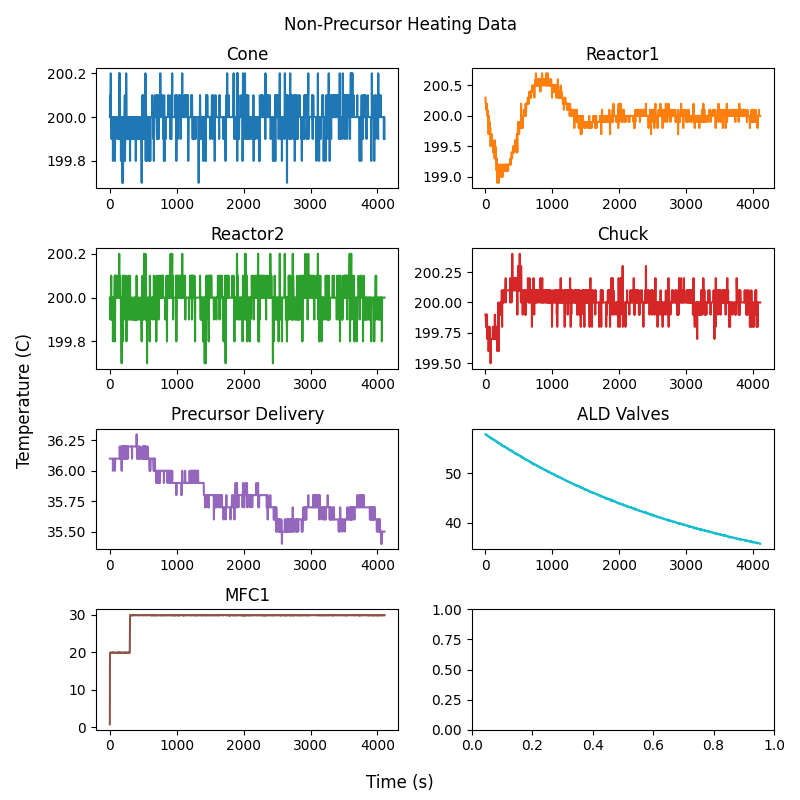 Non-Precursor Heating Data
Cone
200.2
200.0
199.8
0 1000 2000 3000 4000
Reactor1
200.5
200.0
199.5
199.0
0 1000 2000 3000 4000
Reactor2
200.2
200.0
199.8
0 1000 2000 3000 4000
Chuck
200.25
200.00
199.75
199.50
0 1000 2000 3000 4000
Temperature (C)
Precursor Delivery
36.25
36.00
35.75
35.50
0 1000 2000 3000 4000
ALD Valves
50
40
0 1000 2000 3000 4000
MFC1
30
20
10
0
0 1000 2000 3000 4000
1.00
0.75
0.50
0.25
0.00
0.0 0.2 0.4 0.6 0.8 1.0
Time (s)